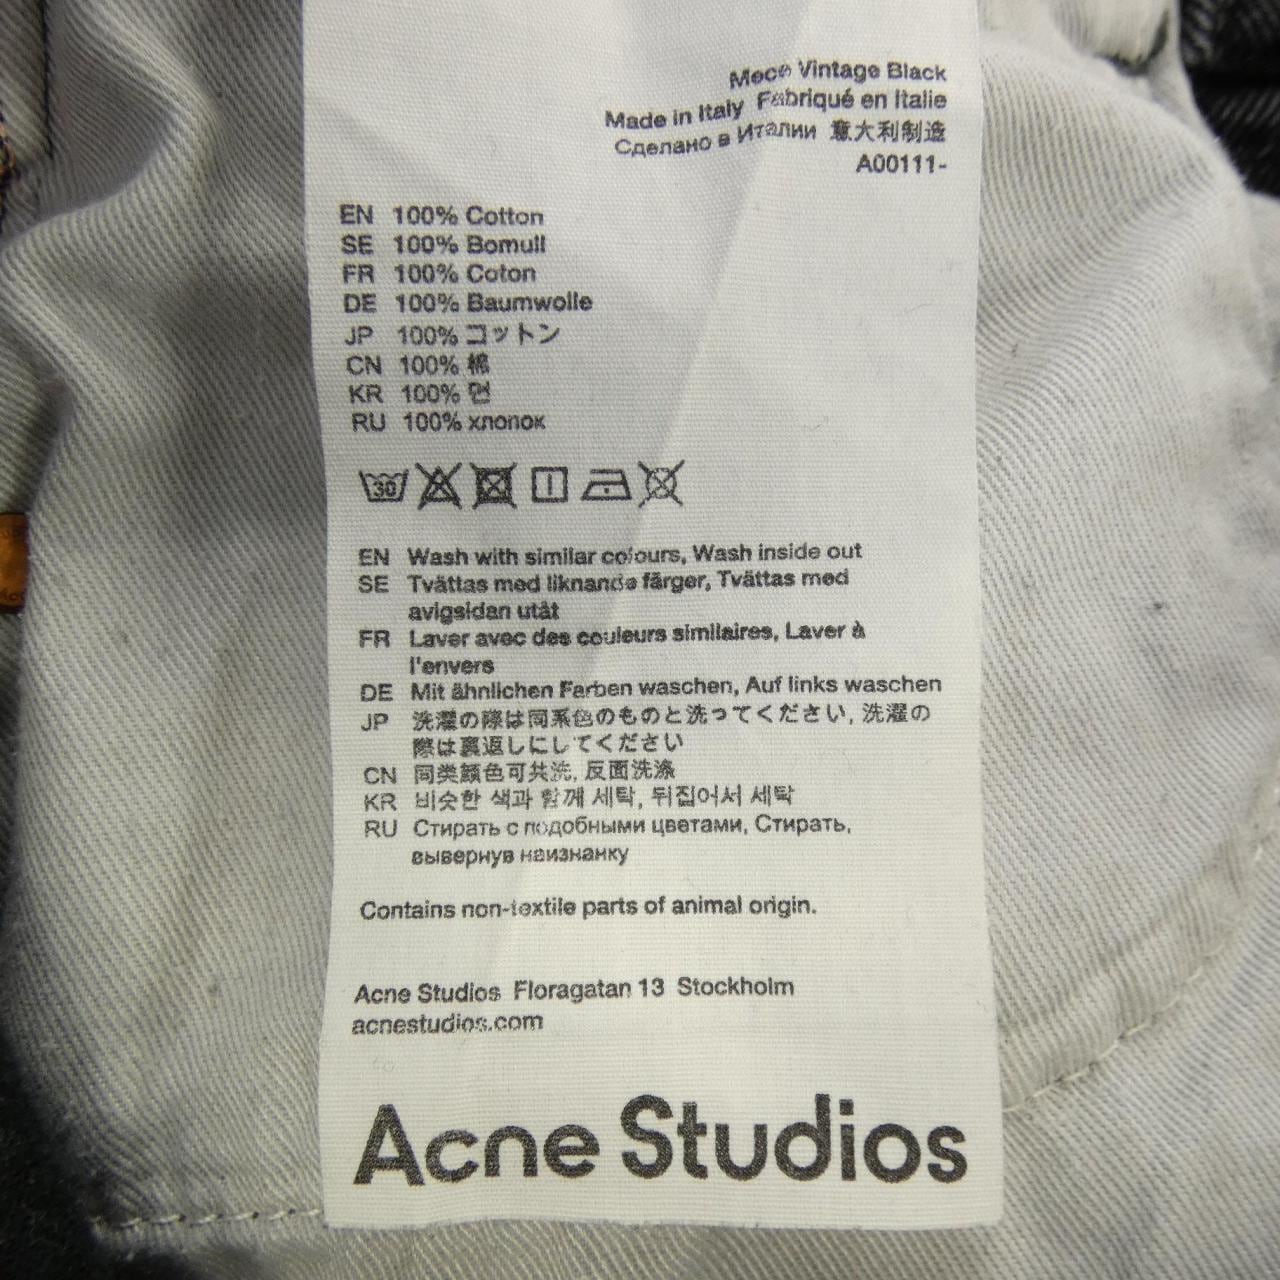 Mece Vintage Black
Made in Italy Fabriqué en Italie
Сделано в Италии 意大利制造
A00111-
EN 100% Cotton
SE 100% Bomull
FR 100% Coton
DE 100% Baumwolle
JP 100% コットン
CN 100% 棉
KR 100% 면
RU 100% хлопок
30
EN Wash with similar colours, Wash inside out
SE Tvättas med liknande färger, Tvättas med
avigsidan utåt
FR Laver avec des couleurs similaires, Laver à
l'envers
DE Mit ähnlichen Farben waschen, Auf links waschen
JP 洗濯の際は同系色のものと洗ってください, 洗濯の
際は裏返しにしてください
CN 同类颜色可共洗, 反面洗涤
KR 비슷한 색과 함께 세탁, 뒤집어서 세탁
RU Стирать с подобными цветами, Стирать,
вывернув наизнанку
Contains non-textile parts of animal origin.
Acne Studios Floragatan 13 Stockholm
acnestudios.com
Acne Studios